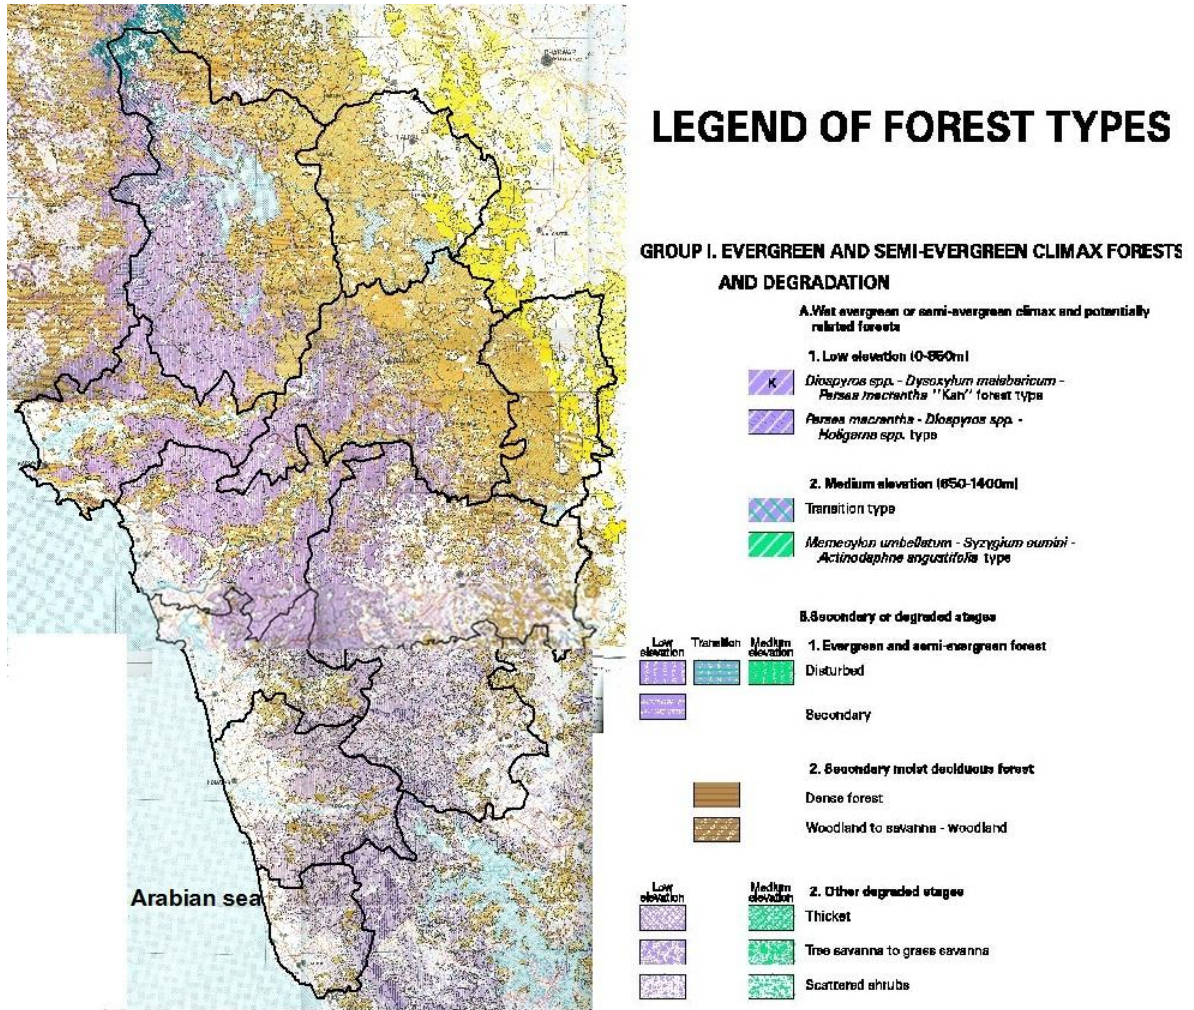 LEGEND OF FOREST TYPES
GROUP I. EVERGREEN AND SEMI-EVERGREEN CLIMAX FORESTS
AND DEGRADATION
A. Wet evergreen or semi-evergreen climax and potentially
related forests
1. Low elevation (0-850m)
K
Diospyros spp. - Dysoxylum malabaricum -
Persea macrantha "Kan" forest type
Persea macrantha - Diospyros spp. -
Holigarna spp. type
2. Medium elevation (650-1400m)
Transition type
Memecylon umbellatum - Syzygium cumini -
Actinodaphne angustifolia type
B. Secondary or degraded stages
Low elevation
Transition
Medium elevation
1. Evergreen and semi-evergreen forest
Disturbed
Secondary
2. Secondary moist deciduous forest
Dense forest
Woodland to savanna - woodland
Low elevation
Medium elevation
2. Other degraded stages
Thicket
Tree savanna to grass savanna
Scattered shrubs
Arabian sea